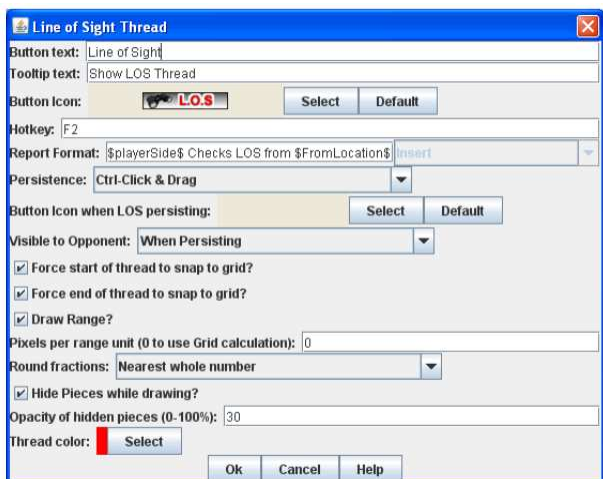 Line of Sight Thread
Button text: Line of Sight
Tooltip text: Show LOS Thread
Button Icon: L.O.S Select Default
Hotkey: F2
Report Format: $playerSide$ Checks LOS from $FromLocation$ Insert
Persistence: Ctrl-Click & Drag
Button Icon when LOS persisting: Select Default
Visible to Opponent: When Persisting
Force start of thread to snap to grid?
Force end of thread to snap to grid?
Draw Range?
Pixels per range unit (0 to use Grid calculation): 0
Round fractions: Nearest whole number
Hide Pieces while drawing?
Opacity of hidden pieces (0-100%): 30
Thread color: Select
Ok Cancel Help